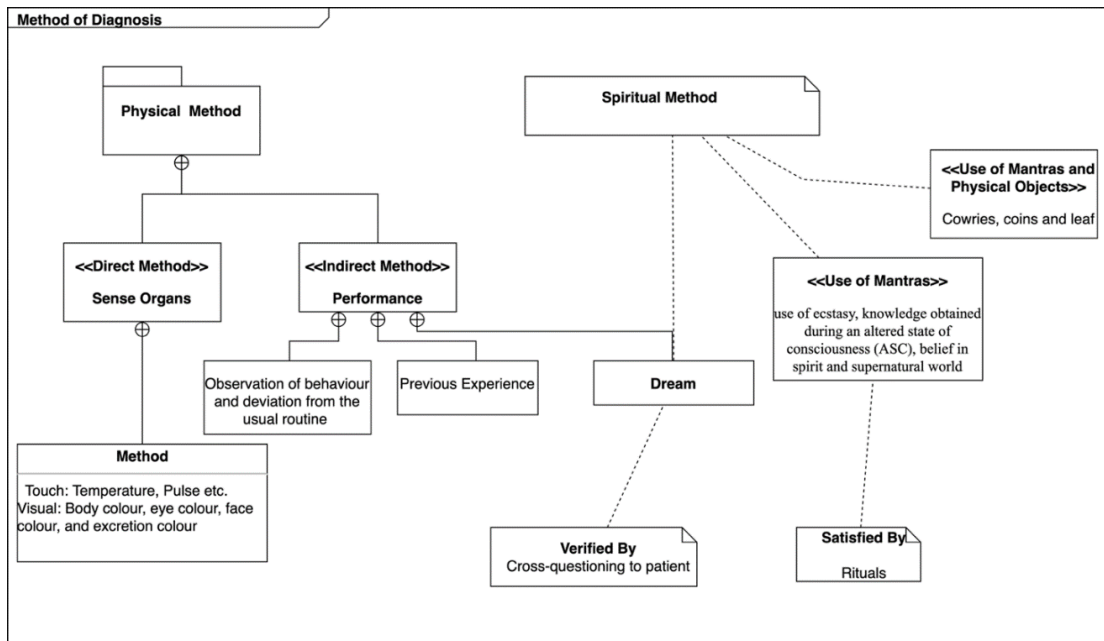 Method of Diagnosis
Physical Method
Spiritual Method
<<Use of Mantras and
Physical Objects>>
Cowries, coins and leaf
<<Direct Method>>
Sense Organs
<<Indirect Method>>
Performance
<<Use of Mantras>>
use of ecstasy, knowledge obtained
during an altered state of
consciousness (ASC), belief in
spirit and supernatural world
Observation of behaviour
and deviation from the
usual routine
Previous Experience
Dream
Method
Touch: Temperature, Pulse etc.
Visual: Body colour, eye colour, face
colour, and excretion colour
Verified By
Cross-questioning to patient
Satisfied By
Rituals